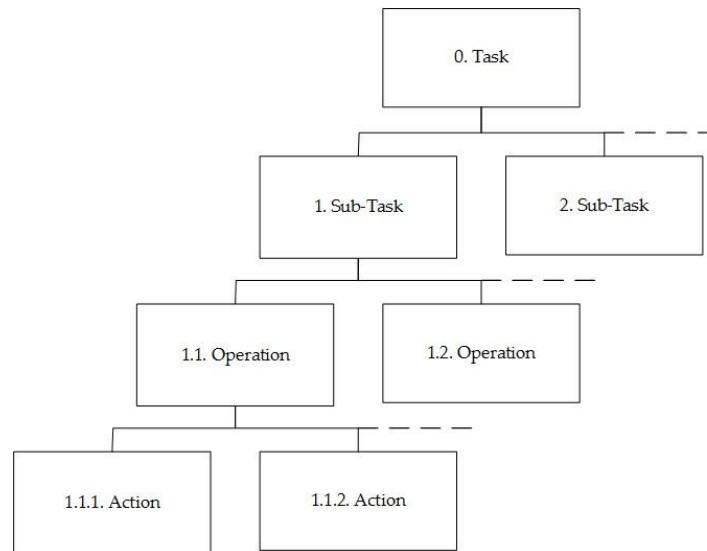 0. Task
1. Sub-Task
2. Sub-Task
1.1. Operation
1.2. Operation
1.1.1. Action
1.1.2. Action